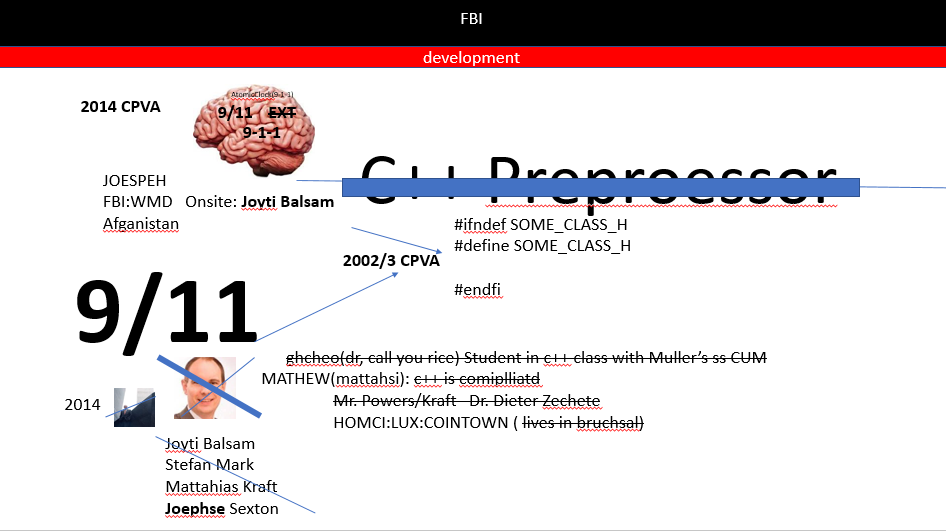 FBI
development
2014 CPVA
AtomicClock(9-1-1)
9/11 EXT
9-1-1
C++ Preproessor
JOESPEH
FBI:WMD Onsite: Joyti Balsam
Afganistan
#ifndef SOME_CLASS_H
#define SOME_CLASS_H
2002/3 CPVA
#endfi
9/11
ghcheo(dr, call you rice) Student in c++ class with Muller’s ss CUM
MATHEW(mattahsi): c++ is comiplliatd
Mr. Powers/Kraft - Dr. Dieter Zechete
HOMCI:LUX:COINTOWN ( lives in bruchsal)
2014
Joyti Balsam
Stefan Mark
Mattahias Kraft
Joephse Sexton